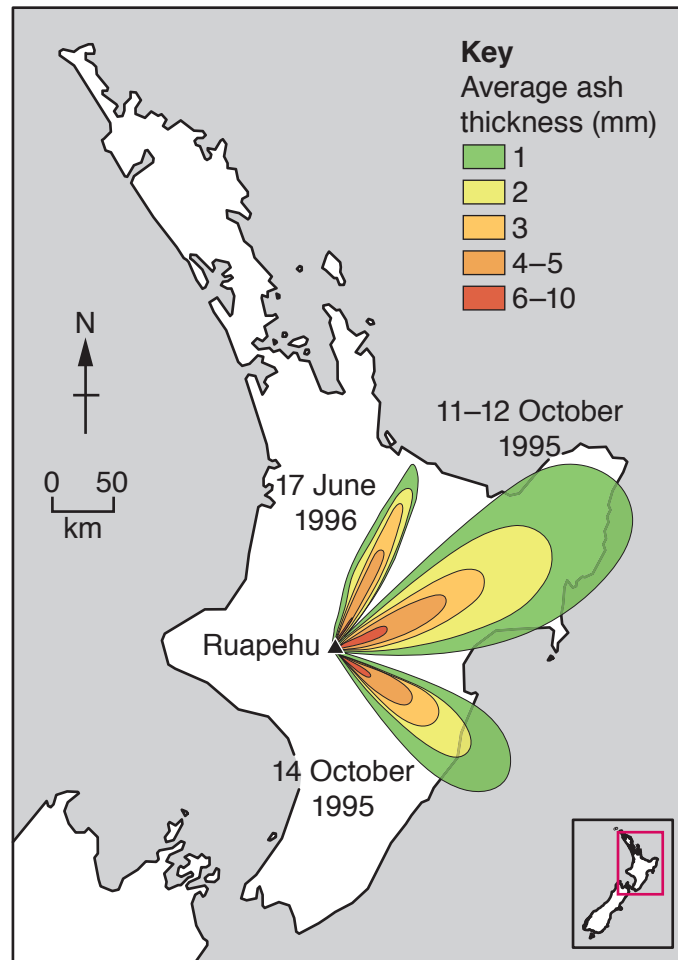 Key
Average ash
thickness (mm)
1
2
3
4–5
6–10
N
0 50
km
11–12 October
1995
17 June
1996
Ruapehu
14 October
1995